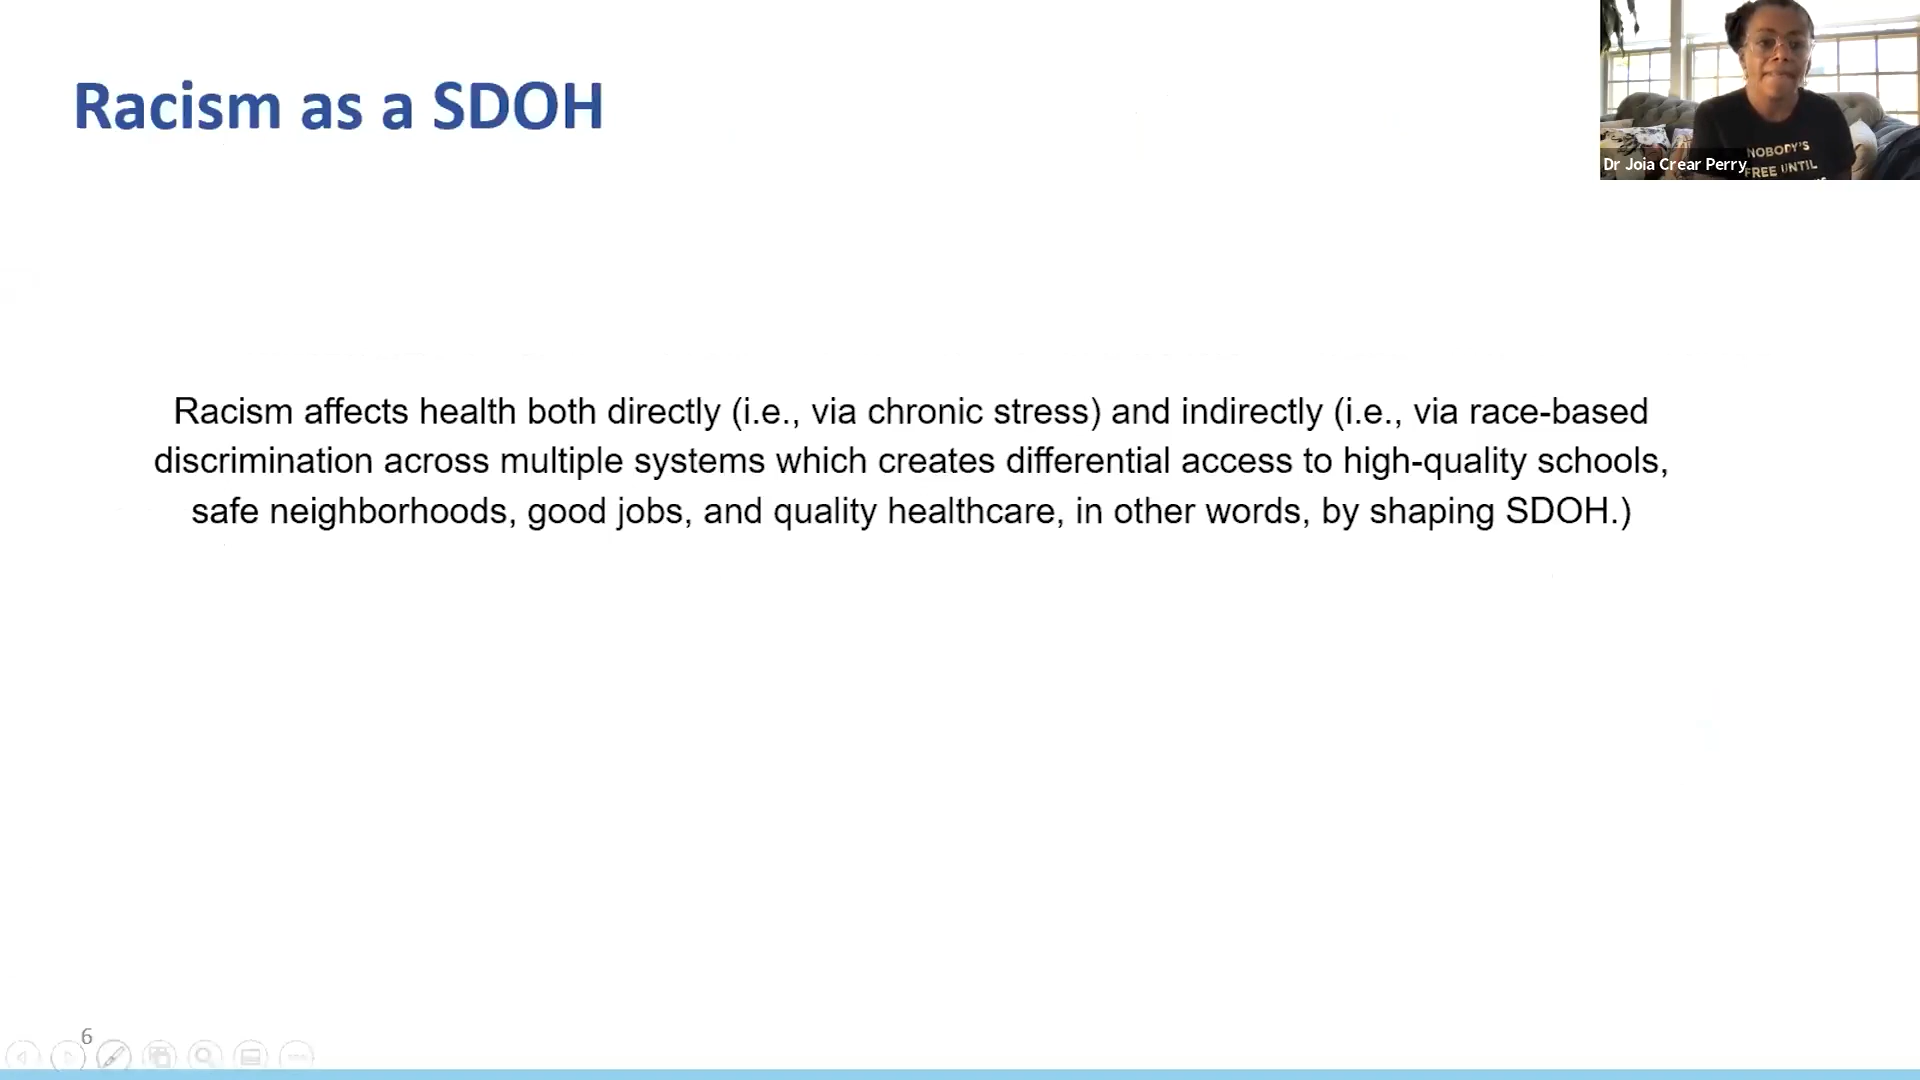 Racism as a SDOH
NOBODY'S
FREE UNTIL
Dr Joia Crear Perry
Racism affects health both directly (i.e., via chronic stress) and indirectly (i.e., via race-based
discrimination across multiple systems which creates differential access to high-quality schools,
safe neighborhoods, good jobs, and quality healthcare, in other words, by shaping SDOH.)
6